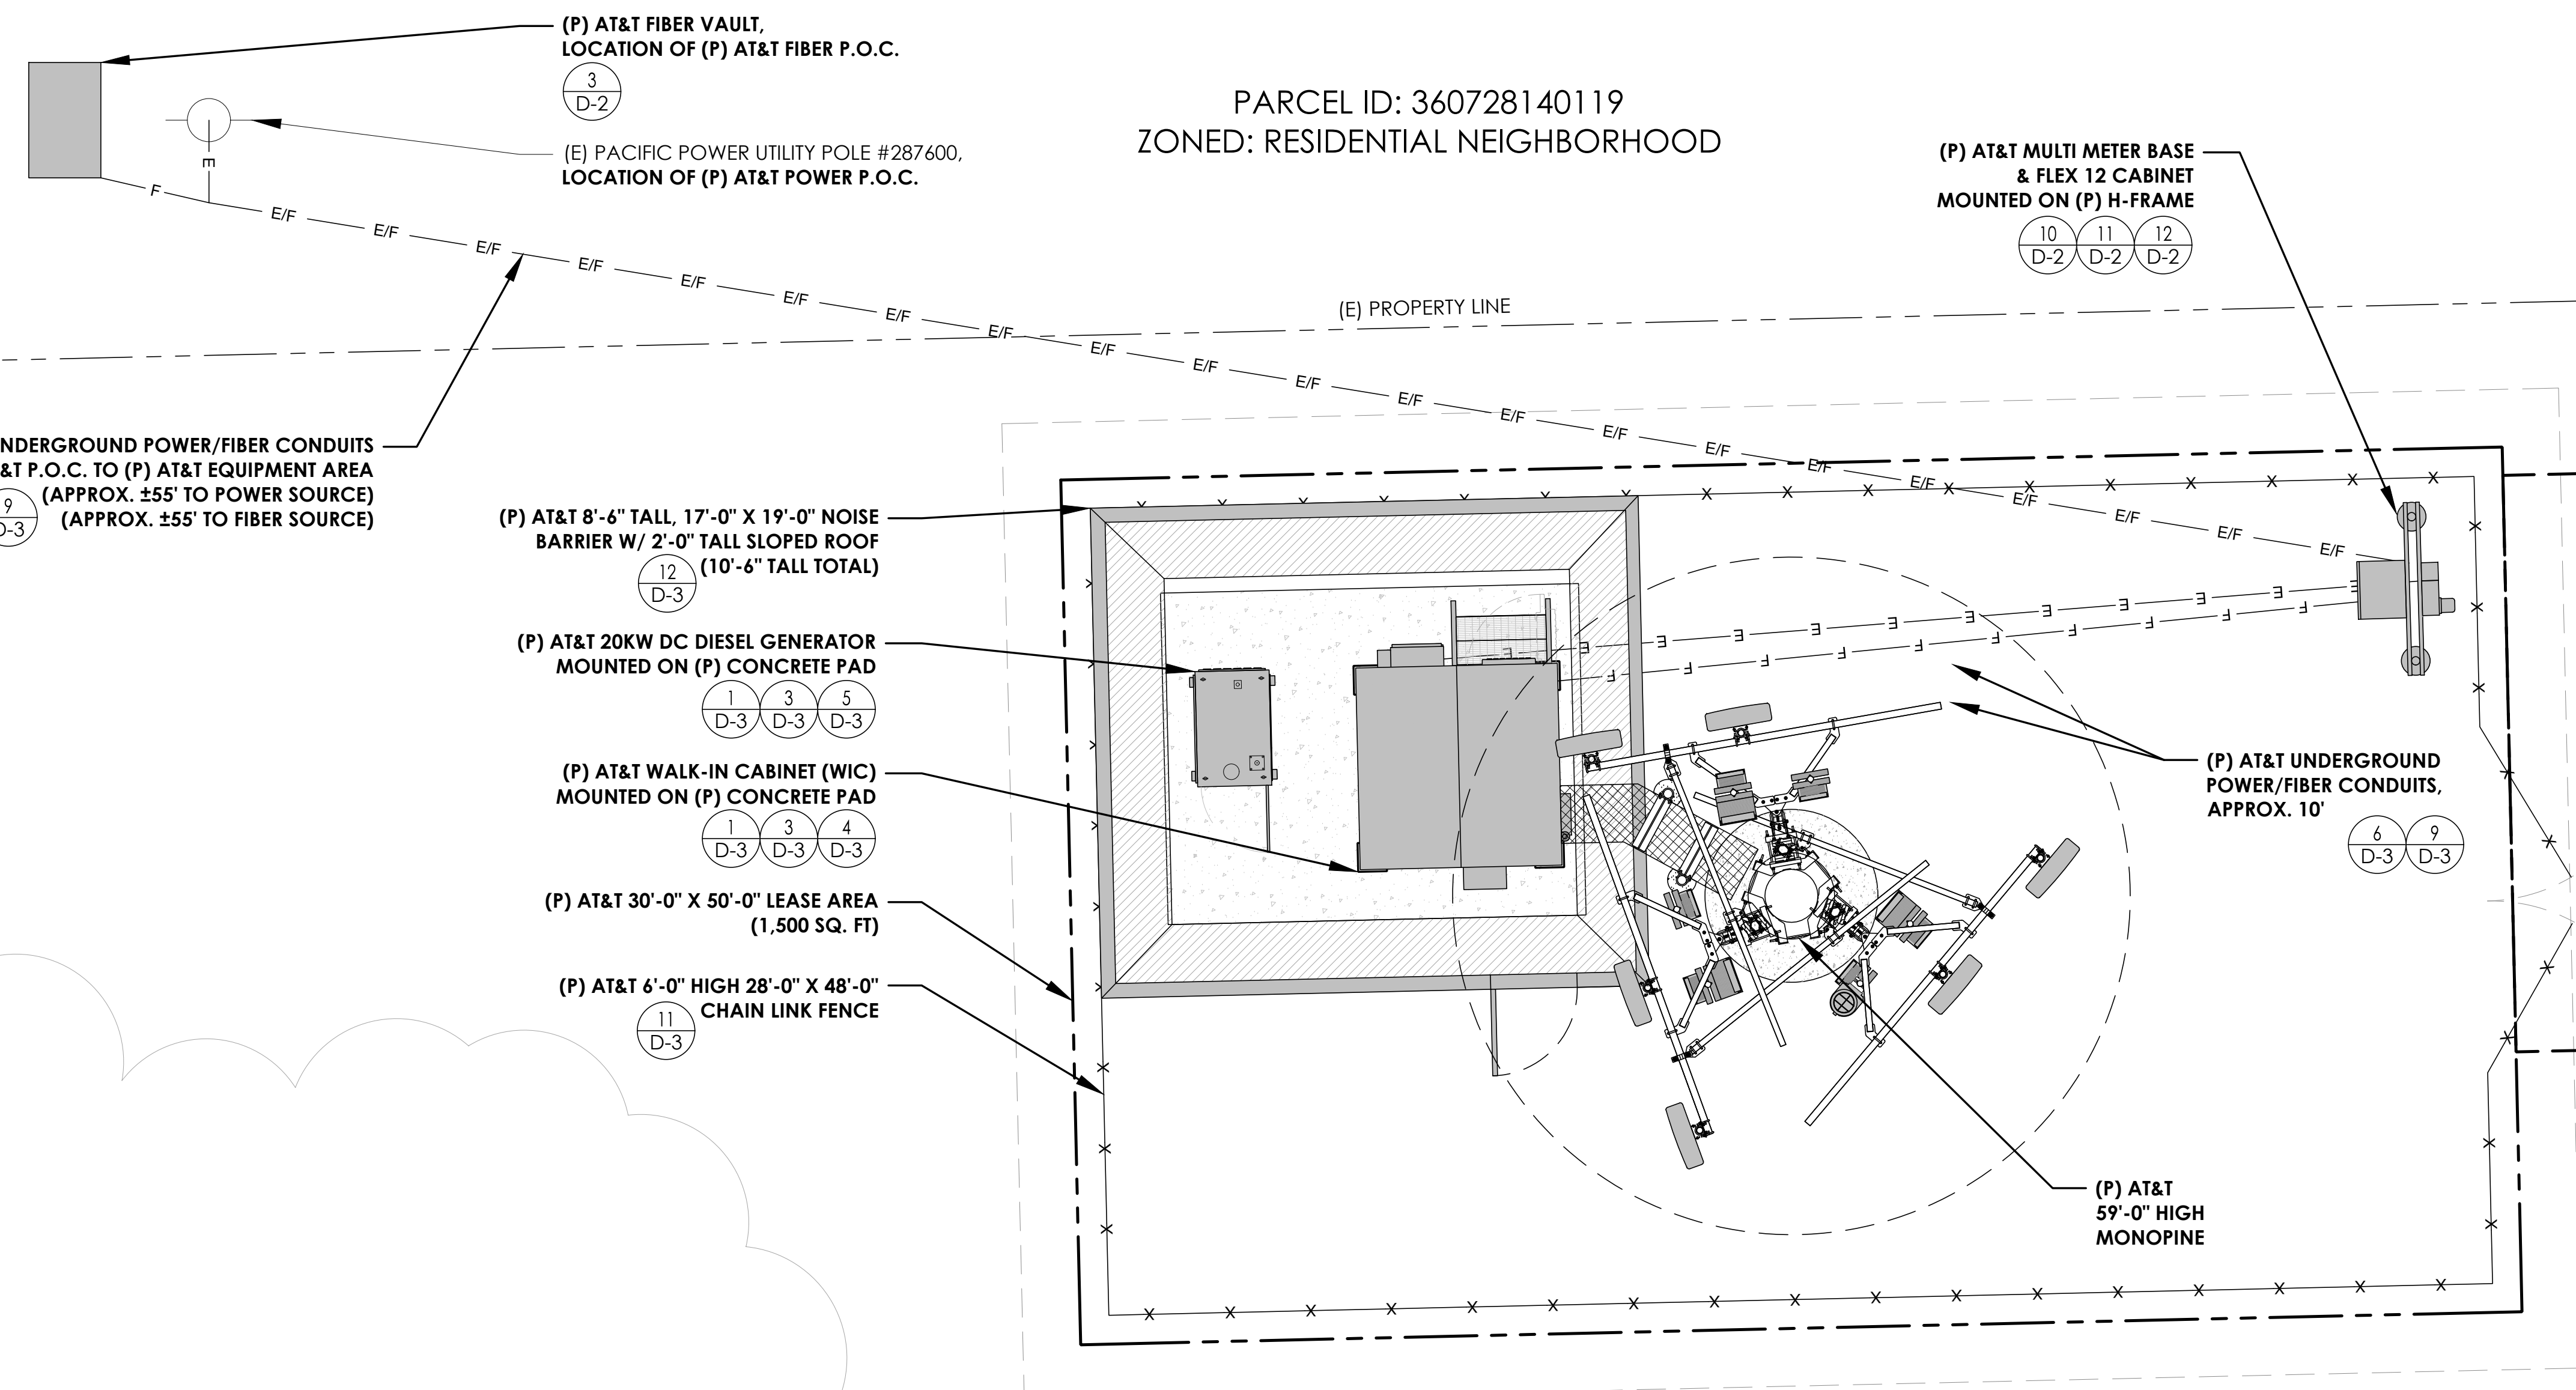 (P) AT&T FIBER VAULT,
LOCATION OF (P) AT&T FIBER P.O.C.
3
D-2
(E) PACIFIC POWER UTILITY POLE #287600,
LOCATION OF (P) AT&T POWER P.O.C.
PARCEL ID: 360728140119
ZONED: RESIDENTIAL NEIGHBORHOOD
(P) AT&T MULTI METER BASE
& FLEX 12 CABINET
MOUNTED ON (P) H-FRAME
10 11 12
D-2 D-2 D-2
(E) PROPERTY LINE
E
F
E/F E/F E/F E/F E/F E/F E/F E/F E/F E/F E/F E/F E/F E/F E/F E/F E/F E/F E/F E/F E/F
NDERGROUND POWER/FIBER CONDUITS
&T P.O.C. TO (P) AT&T EQUIPMENT AREA
(APPROX. ±55' TO POWER SOURCE)
(APPROX. ±55' TO FIBER SOURCE)
9
D-3
(P) AT&T 8'-6" TALL, 17'-0" X 19'-0" NOISE
BARRIER W/ 2'-0" TALL SLOPED ROOF
(10'-6" TALL TOTAL)
12
D-3
(P) AT&T 20KW DC DIESEL GENERATOR
MOUNTED ON (P) CONCRETE PAD
1 3 5
D-3 D-3 D-3
(P) AT&T WALK-IN CABINET (WIC)
MOUNTED ON (P) CONCRETE PAD
1 3 4
D-3 D-3 D-3
(P) AT&T 30'-0" X 50'-0" LEASE AREA
(1,500 SQ. FT)
(P) AT&T 6'-0" HIGH 28'-0" X 48'-0"
CHAIN LINK FENCE
11
D-3
E E E E E E E E E E E E
F F F F F F F F F F
(P) AT&T UNDERGROUND
POWER/FIBER CONDUITS,
APPROX. 10'
6 9
D-3 D-3
(P) AT&T
59'-0" HIGH
MONOPINE